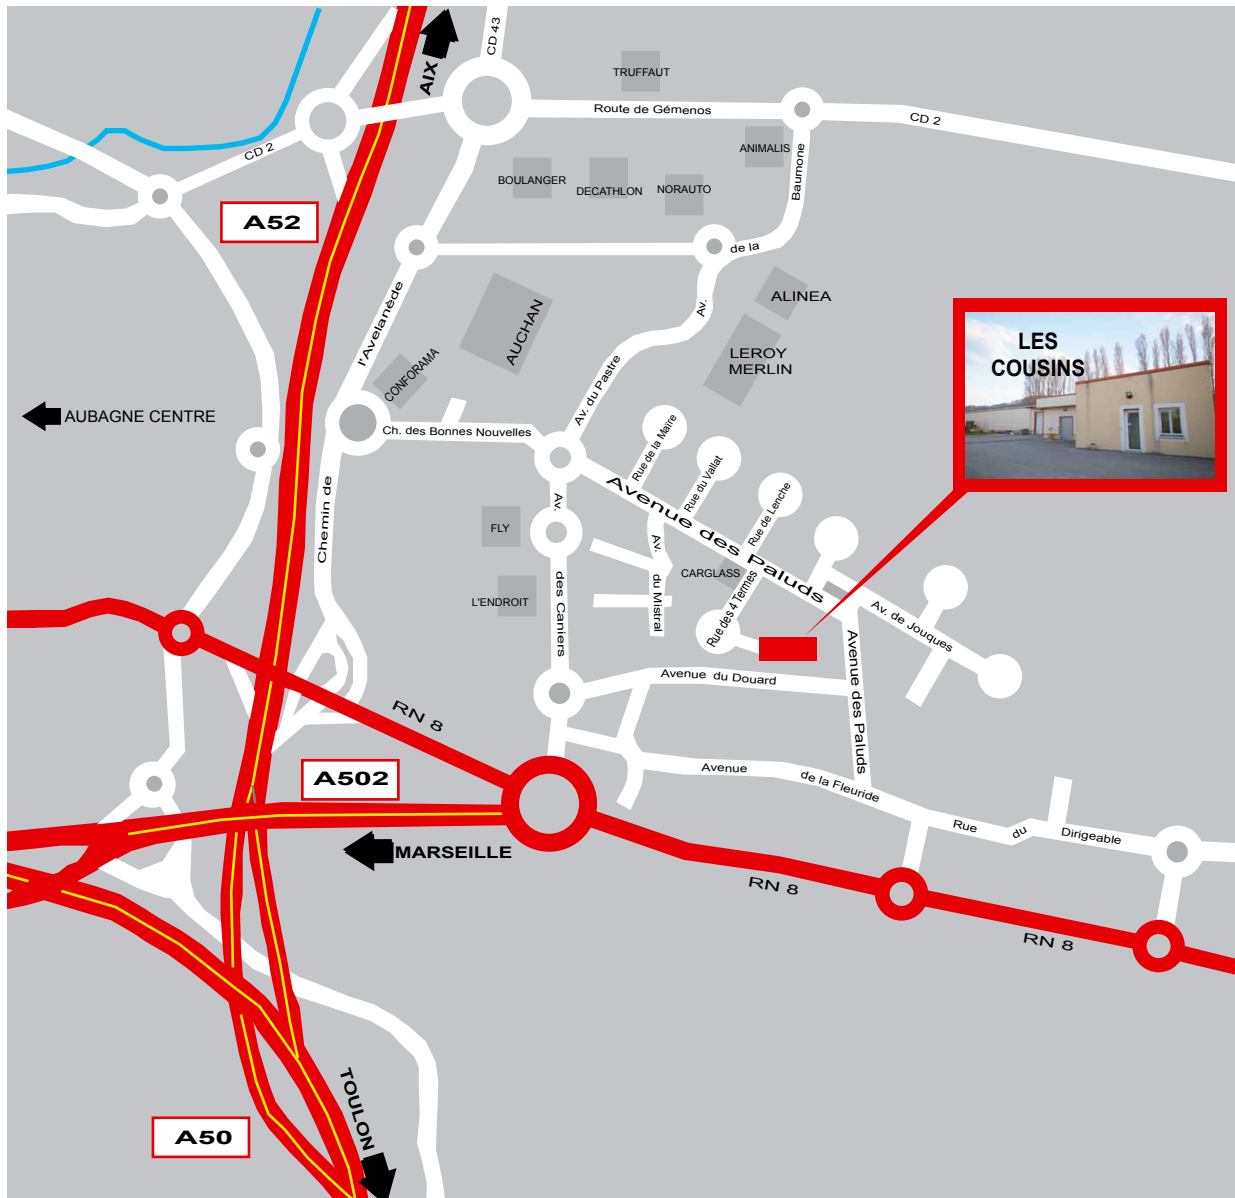 AIX
CD 43
TRUFFAUT
Route de Gémenos
CD 2
CD 2
ANIMALIS
BOULANGER
DECATHLON
NORAUTO
Baumone
de la
Av.
A52
l'Avelanède
AUCHAN
CONFORAMA
ALINEA
LEROY
MERLIN
LES
COUSINS
AUBAGNE CENTRE
Ch. des Bonnes Nouvelles
Av. du Pastre
Rue de la Maïre
Rue du Vallat
Rue de Lenche
Avenue des Paluds
Chemin de
FLY
Av.
des Caniers
L'ENDROIT
Av.
du Mistral
CARGLASS
Rue des 4 Termes
Av. de Jouques
Avenue des Paluds
Avenue du Douard
RN 8
A502
Avenue
de la Fleuride
Rue
du
Dirigeable
MARSEILLE
RN 8
RN 8
TOULON
A50